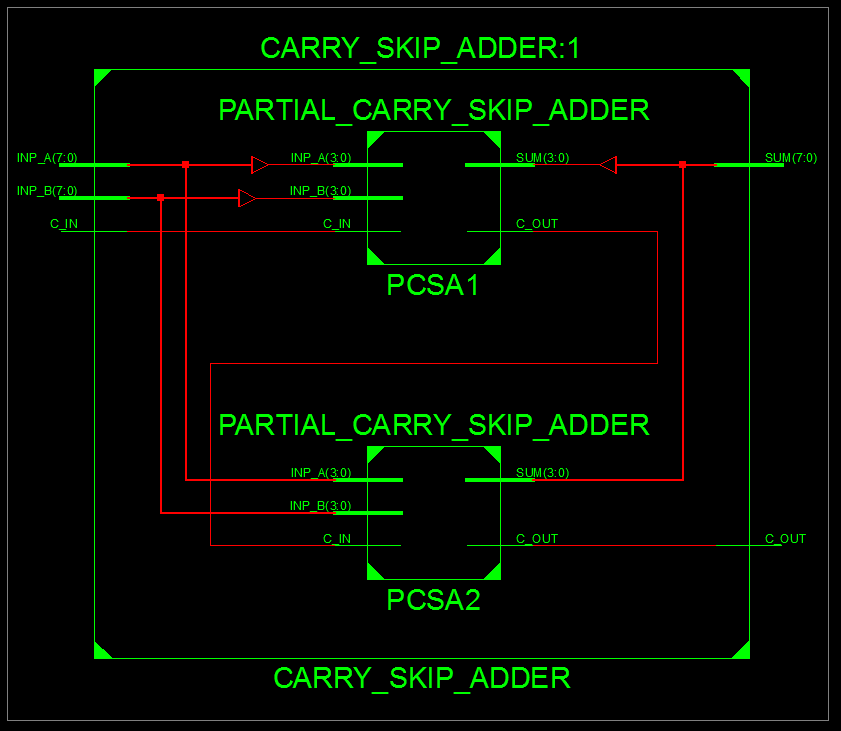 CARRY_SKIP_ADDER:1
PARTIAL_CARRY_SKIP_ADDER
INP_A(7:0) INP_A(3:0) SUM(3:0) SUM(7:0)
INP_B(7:0) INP_B(3:0)
C_IN C_IN C_OUT
PCSA1
PARTIAL_CARRY_SKIP_ADDER
INP_A(3:0) SUM(3:0)
INP_B(3:0)
C_IN C_OUT C_OUT
PCSA2
CARRY_SKIP_ADDER